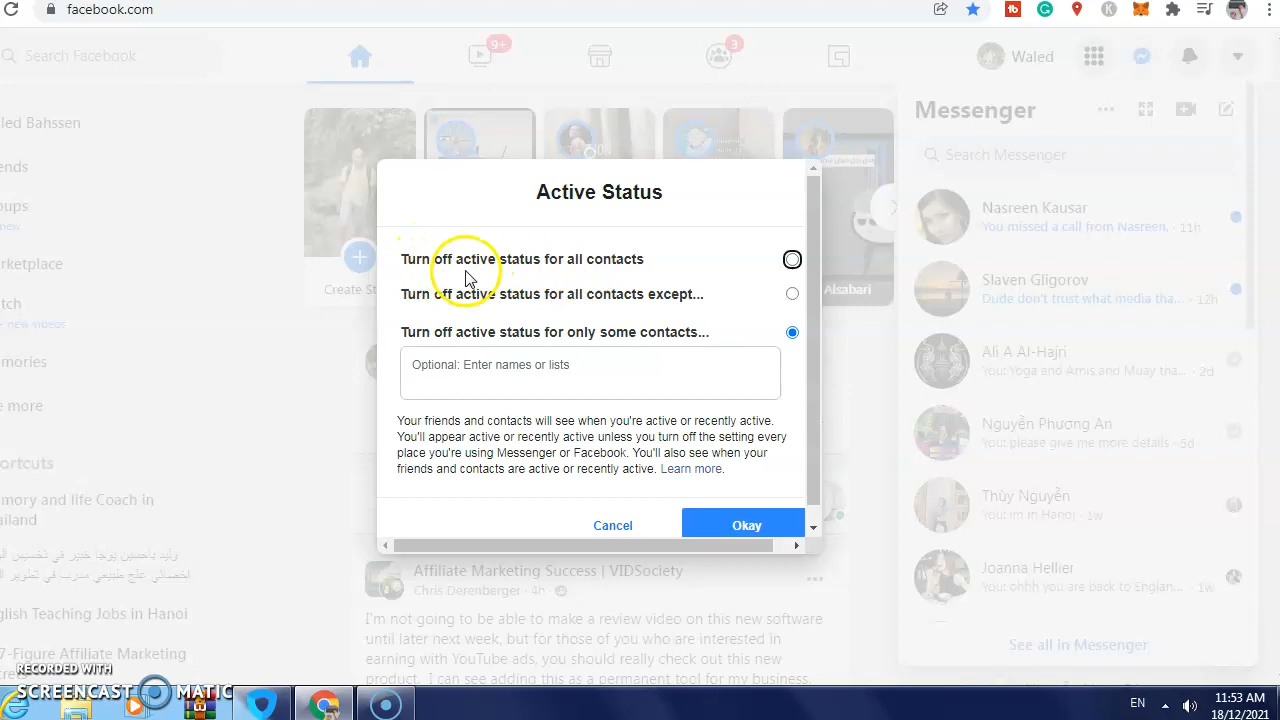 facebook.com
Search Facebook
9+
3
Waled
led Bahssen
Messenger
Search Messenger
ends
oups
new
Active Status
Nasreen Kausar
You missed a call from Nasreen. · 11h
Turn off active status for all contacts
etplace
Create St
Alsabari
Slaven Gligorov
Dude don't trust what media tha... · 12h
Turn off active status for all contacts except...
tch
new videos
Turn off active status for only some contacts...
Optional: Enter names or lists
Ali A Al-Hajri
You: Yoga and Amis and Muay tha... · 2d
emories
e more
Your friends and contacts will see when you're active or recently active.
You'll appear active or recently active unless you turn off the setting every
place you're using Messenger or Facebook. You'll also see when your
friends and contacts are active or recently active. Learn more.
Nguyễn Phương An
You: please give me more details · 5d
ortcuts
mory and life Coach in
ailand
Thùy Nguyễn
You: im in Hanoi · 1w
Cancel
Okay
Joanna Hellier
You: ohhh you are back to Englan... · 1w
Affiliate Marketing Success | VIDSociety
Chris Derenberger · 4h ·
I'm not going to be able to make a review video on this new software
until later next week, but for those of you who are interested in
earning with YouTube ads, you should really check out this new
product. I can see adding this as a permanent tool for my business.
glish Teaching Jobs in Hanoi
See all in Messenger
7-Figure Affiliate Marketing
RECORDED WITH
SCREENCAST MATIC
EN
11:53 AM
18/12/2021